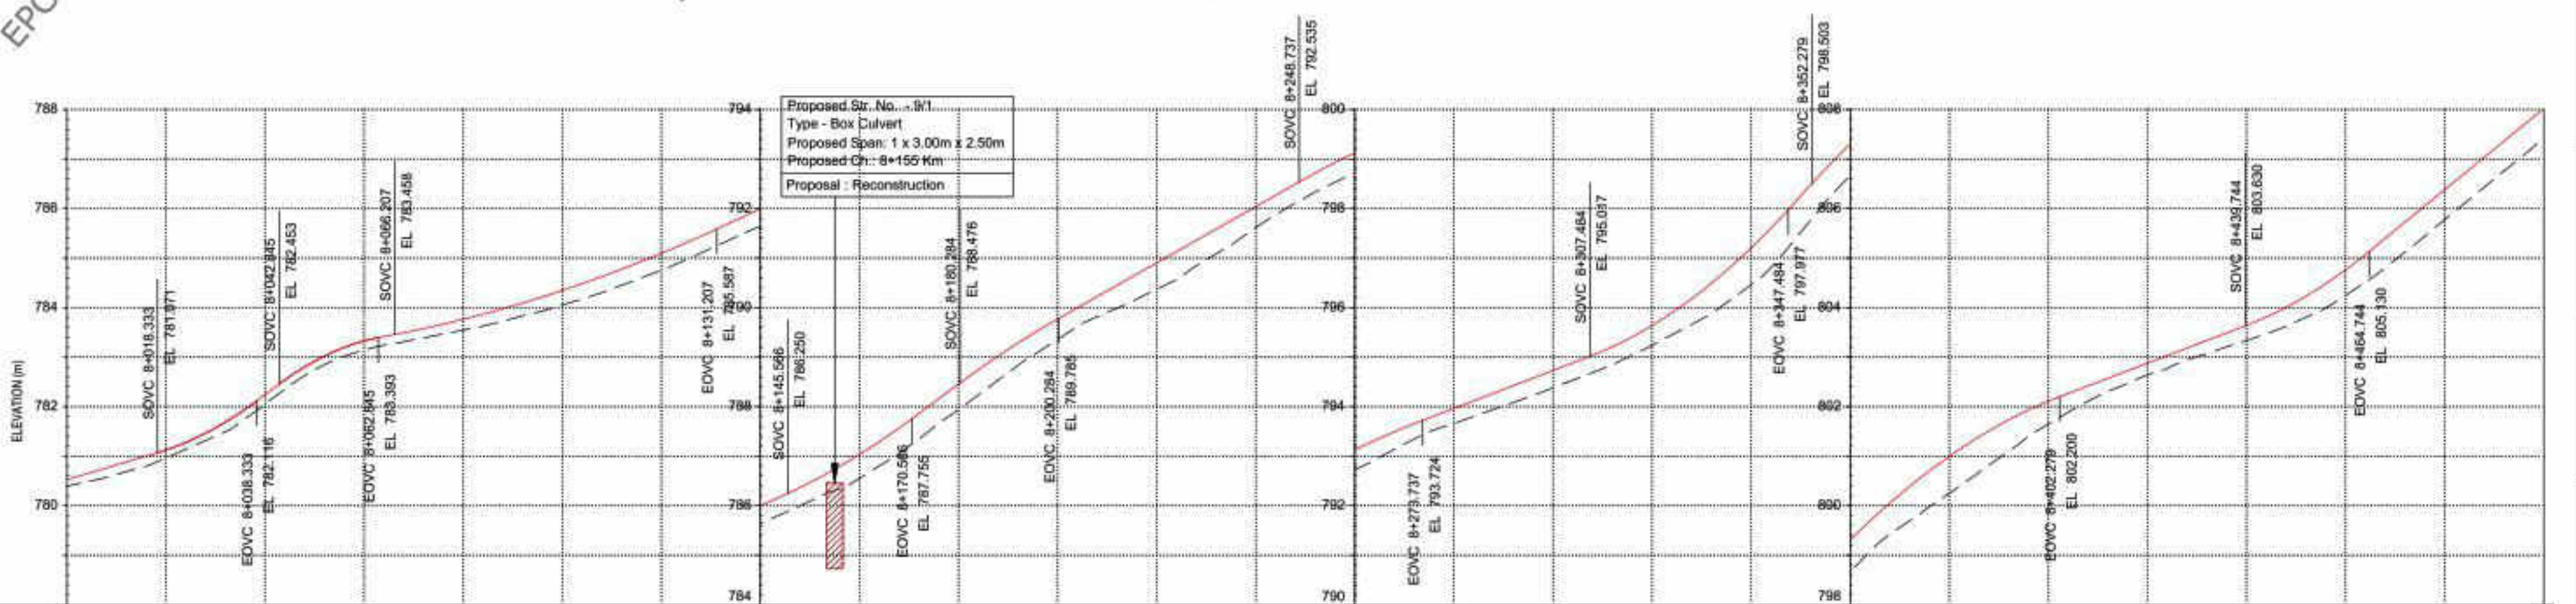 EPC
SOVC 8+248.737
EL 792.535
SOVC 8+352.279
EL 798.503
788
786
784
782
780
ELEVATION (m)
SOVC 8+018.333
EL 781.071
EOVC 8+038.333
EL 782.116
SOVC 8+042.845
EL 782.453
EOVC 8+062.845
EL 783.393
SOVC 8+066.207
EL 783.458
EOVC 8+131.207
EL 785.587
794
792
790
788
786
784
Proposed Str. No. - 9/1
Type - Box Culvert
Proposed Span: 1 x 3.00m x 2.50m
Proposed Ch.: 8+155 Km
Proposal : Reconstruction
SOVC 8+145.566
EL 786.250
EOVC 8+170.566
EL 787.755
SOVC 8+180.284
EL 788.476
EOVC 8+200.284
EL 789.785
800
798
796
794
792
790
EOVC 8+273.737
EL 793.724
SOVC 8+307.484
EL 795.017
EOVC 8+347.484
EL 797.977
808
806
804
802
800
798
EOVC 8+402.279
EL 802.200
SOVC 8+439.744
EL 803.630
EOVC 8+464.744
EL 805.130